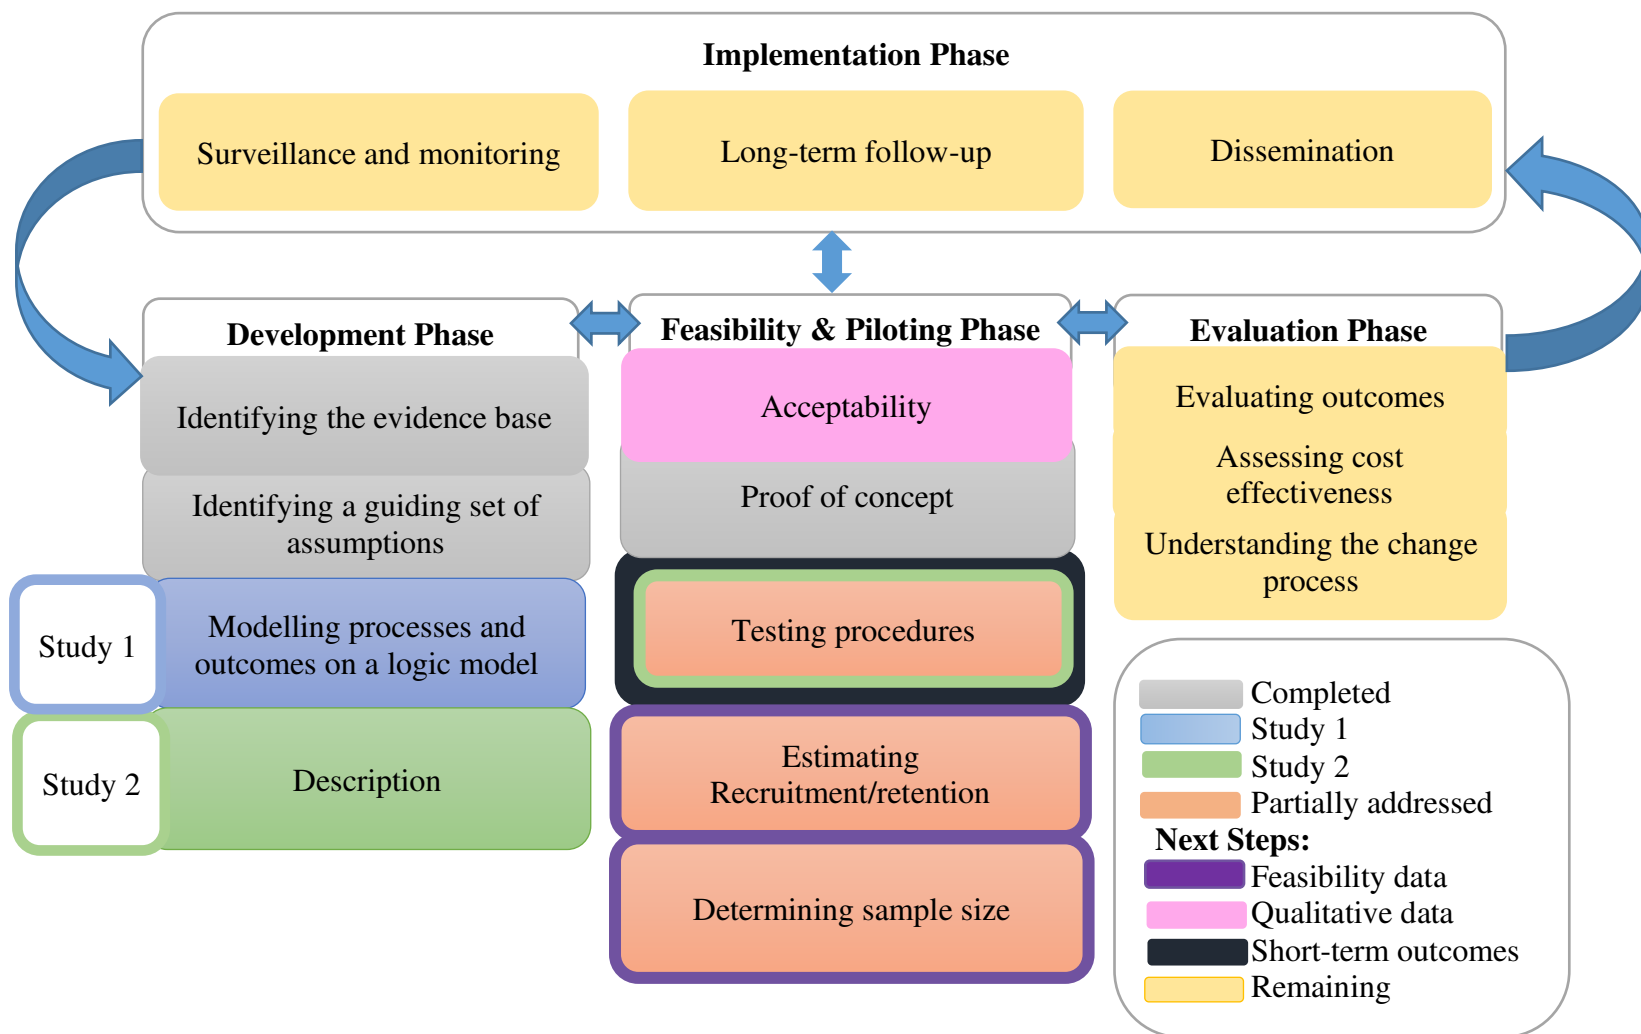 Implementation Phase
Surveillance and monitoring
Long-term follow-up
Dissemination
Development Phase
Identifying the evidence base
Identifying a guiding set of
assumptions
Study 1
Modelling processes and
outcomes on a logic model
Study 2
Description
Feasibility & Piloting Phase
Acceptability
Proof of concept
Testing procedures
Estimating
Recruitment/retention
Determining sample size
Evaluation Phase
Evaluating outcomes
Assessing cost
effectiveness
Understanding the change
process
Completed
Study 1
Study 2
Partially addressed
Next Steps:
Feasibility data
Qualitative data
Short-term outcomes
Remaining